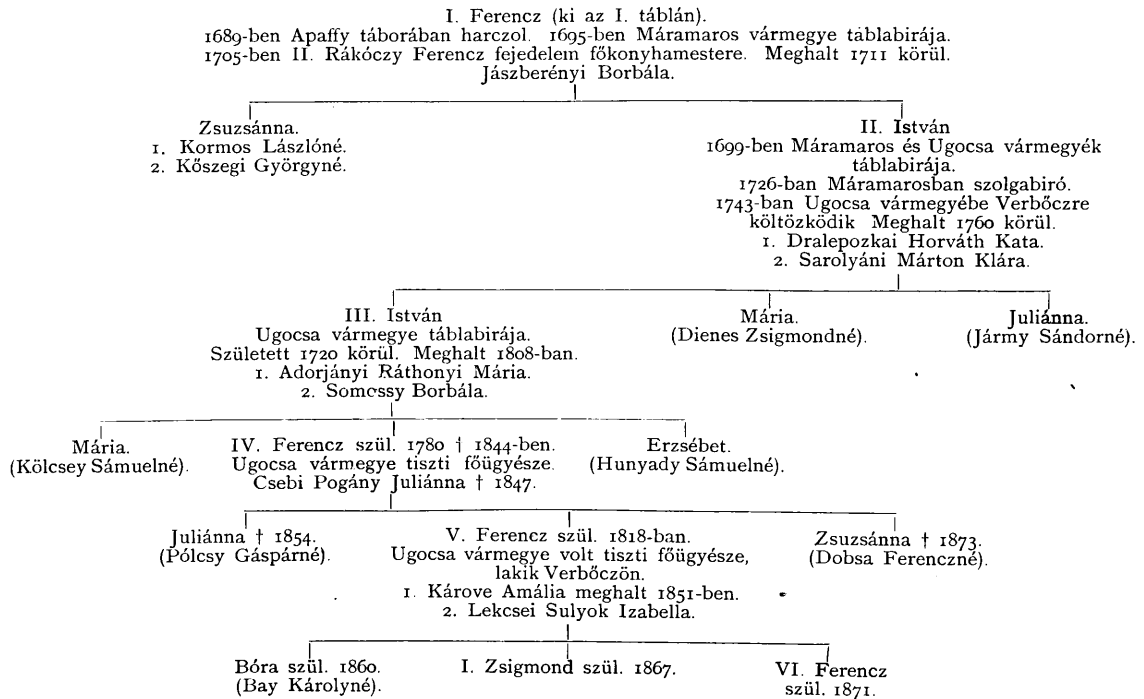 I. Ferencz (ki az I. táblán).
1689-ben Apaffy táborában harczol. 1695-ben Máramaros vármegye táblabirája.
1705-ben II. Rákóczy Ferencz fejedelem főkonyhamestere. Meghalt 1711 körül.
Jászberényi Borbála.
Zsuzsánna.
1. Kormos Lászlóné.
2. Kőszegi Györgyné.
II. István
1699-ben Máramaros és Ugocsa vármegyék
táblabirája.
1726-ban Máramarosban szolgabiró.
1743-ban Ugocsa vármegyébe Verbőczre
költözködik Meghalt 1760 körül.
1. Dralepozkai Horváth Kata.
2. Sarolyáni Márton Klára.
III. István
Ugocsa vármegye táblabirája.
Született 1720 körül. Meghalt 1808-ban.
1. Adorjányi Ráthonyi Mária.
2. Somossy Borbála.
Mária.
(Dienes Zsigmondné).
Juliánna.
(Jármy Sándorné).
Mária.
(Kölcsey Sámuelné).
IV. Ferencz szül. 1780 † 1844-ben.
Ugocsa vármegye tiszti főügyésze.
Csebi Pogány Juliánna † 1847.
Erzsébet.
(Hunyady Sámuelné).
Juliánna † 1854.
(Pólcsy Gáspárné).
V. Ferencz szül. 1818-ban.
Ugocsa vármegye volt tiszti főügyésze,
lakik Verbőczön.
1. Károve Amália meghalt 1851-ben.
2. Lekcsei Sulyok Izabella.
Zsuzsánna † 1873.
(Dobsa Ferenczné).
Bóra szül. 1860.
(Bay Károlyné).
I. Zsigmond szül. 1867.
VI. Ferencz
szül. 1871.